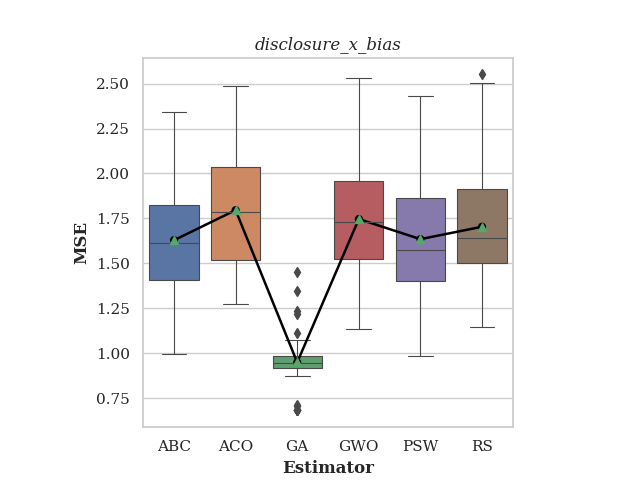 disclosure_x_bias
2.50
2.25
2.00
1.75
1.50
1.25
1.00
0.75
MSE
ABC ACO GA GWO PSW RS
Estimator